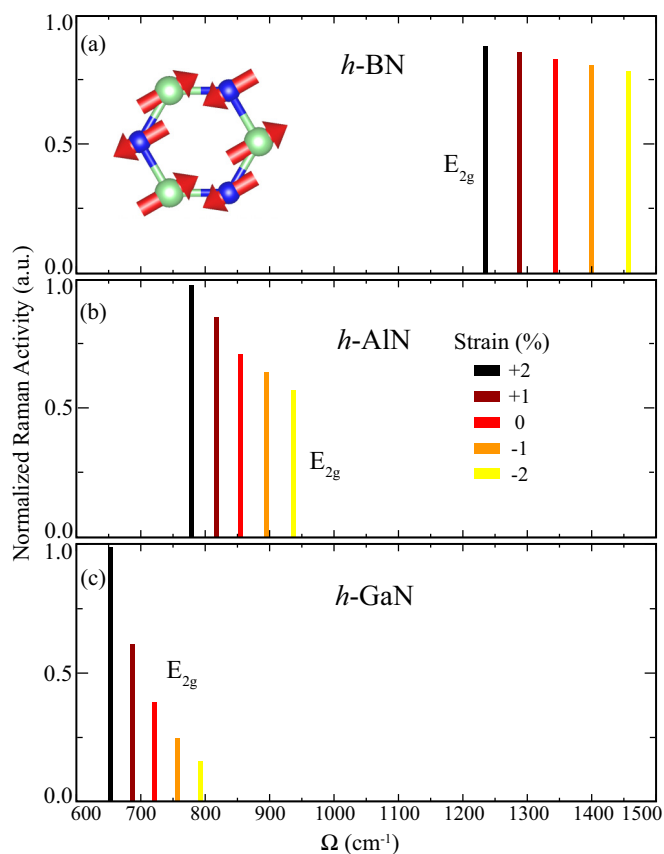 Normalized Raman Activity (a.u.)
(a)
h-BN
1.0
0.5
0.0
E2g
(b)
h-AlN
1.0
0.5
0.0
E2g
Strain (%)
+2
+1
0
-1
-2
(c)
h-GaN
1.0
0.5
0.0
E2g
600 700 800 900 1000 1100 1200 1300 1400 1500
Ω (cm-1)